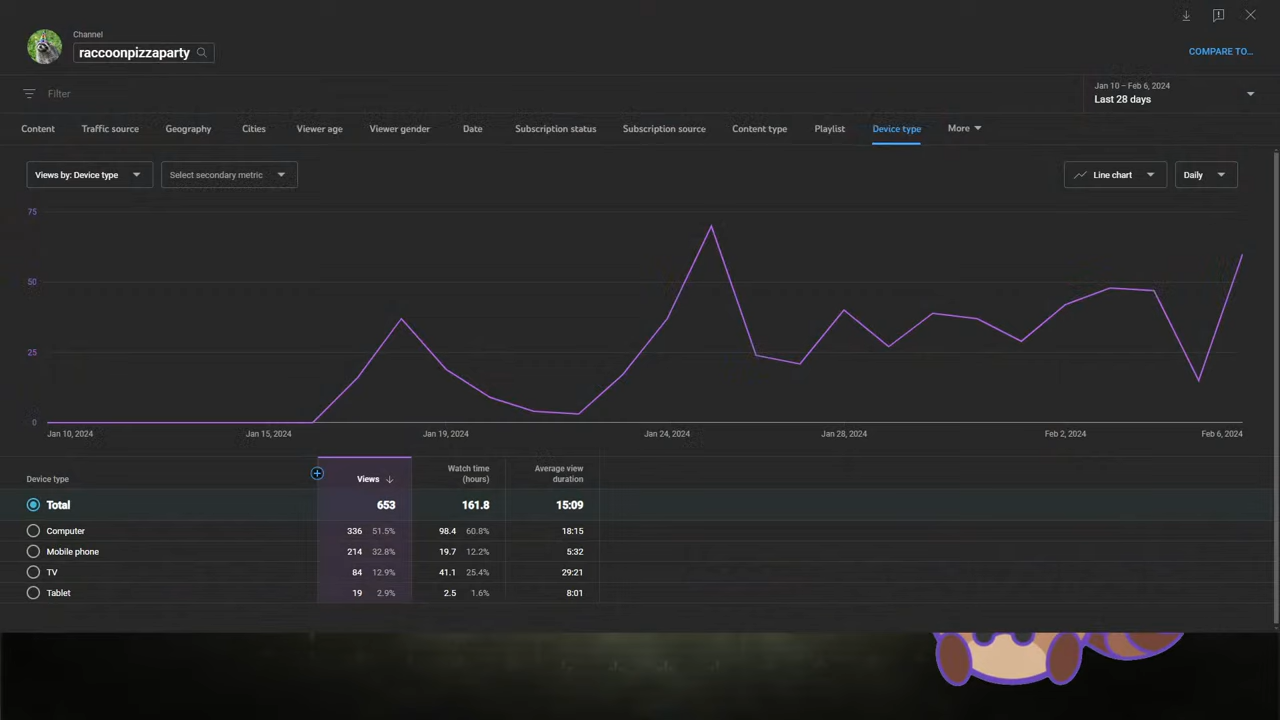 Channel
raccoonpizzaparty
COMPARE TO...
Filter
Jan 10 – Feb 6, 2024
Last 28 days
Content Traffic source Geography Cities Viewer age Viewer gender Date Subscription status Subscription source Content type Playlist Device type More
Views by: Device type Select secondary metric Line chart Daily
75
50
25
0
Jan 10, 2024 Jan 15, 2024 Jan 19, 2024 Jan 24, 2024 Jan 28, 2024 Feb 2, 2024 Feb 6, 2024
Device type Views Watch time (hours) Average view duration
Total 653 161.8 15:09
Computer 336 51.5% 98.4 60.8% 18:15
Mobile phone 214 32.8% 19.7 12.2% 5:32
TV 84 12.9% 41.1 25.4% 29:21
Tablet 19 2.9% 2.5 1.6% 8:01